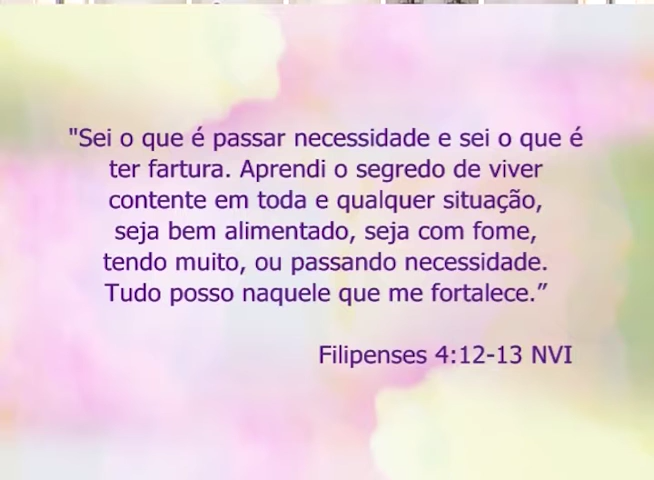 "Sei o que é passar necessidade e sei o que é
ter fartura. Aprendi o segredo de viver
contente em toda e qualquer situação,
seja bem alimentado, seja com fome,
tendo muito, ou passando necessidade.
Tudo posso naquele que me fortalece.”
Filipenses 4:12-13 NVI